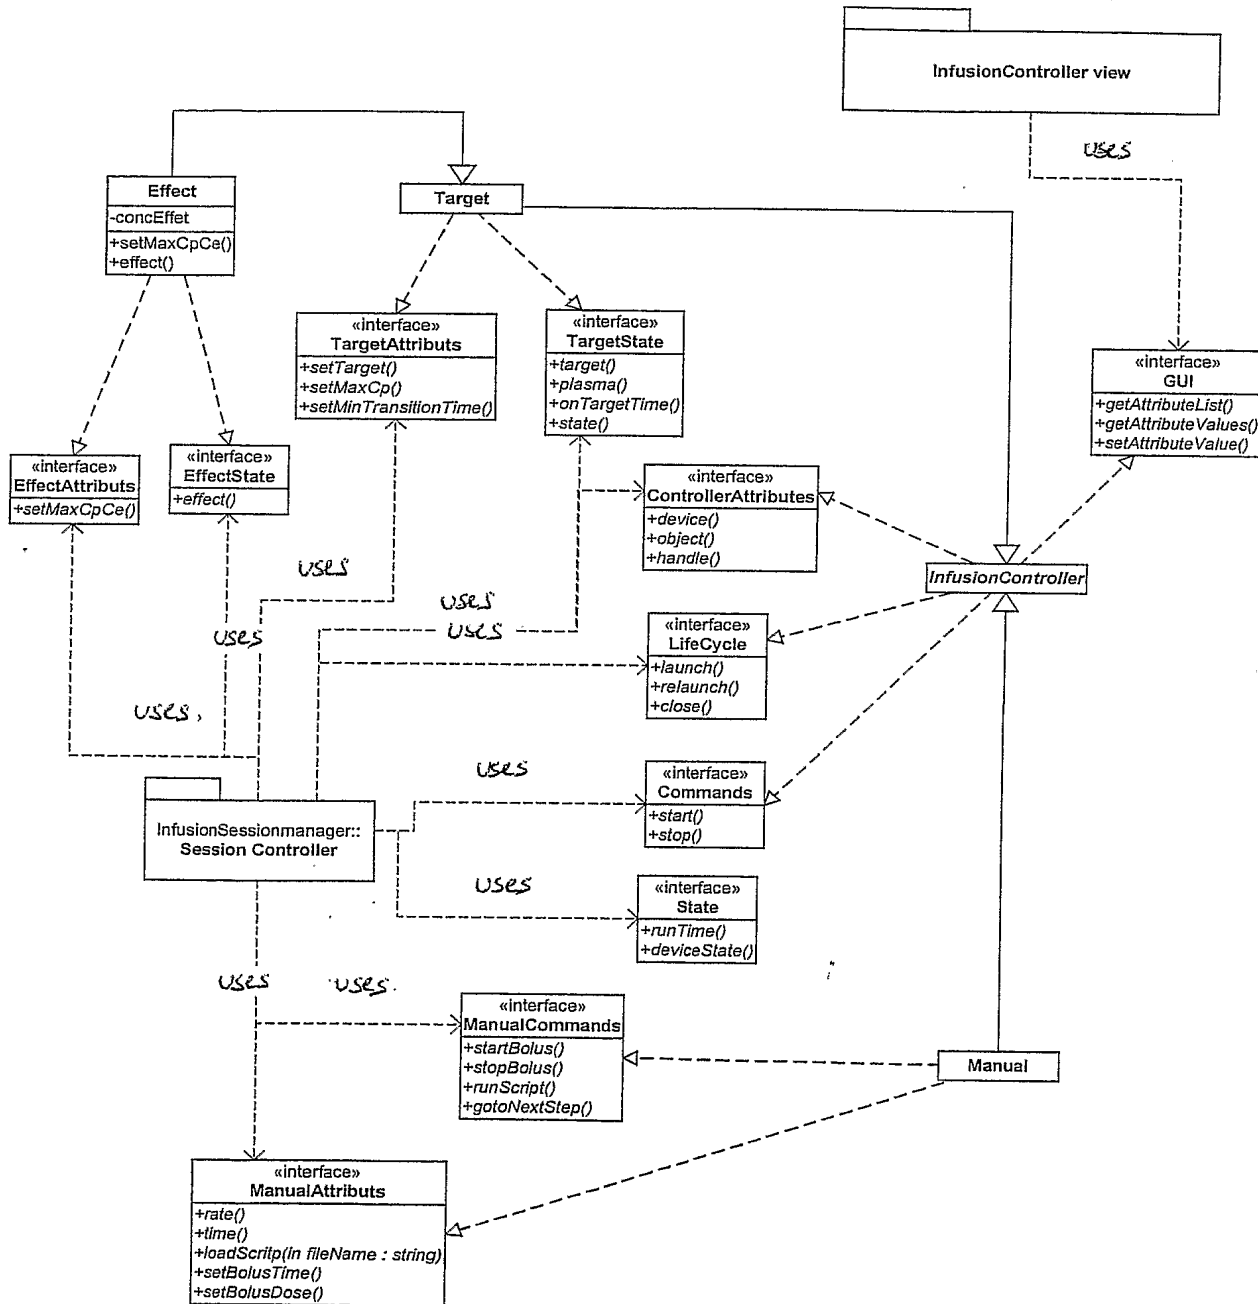 InfusionController view
uses
Effect
-concEffet
+setMaxCpCe()
+effect()
Target
«interface»
TargetAttributs
+setTarget()
+setMaxCp()
+setMinTransitionTime()
«interface»
TargetState
+target()
+plasma()
+onTargetTime()
+state()
«interface»
GUI
+getAttributeList()
+getAttributeValues()
+setAttributeValue()
«interface»
EffectAttributs
+setMaxCpCe()
«interface»
EffectState
+effect()
«interface»
ControllerAttributes
+device()
+object()
+handle()
InfusionController
uses
uses
uses
uses
uses.
«interface»
LifeCycle
+launch()
+relaunch()
+close()
InfusionSessionmanager::
Session Controller
uses
«interface»
Commands
+start()
+stop()
uses
«interface»
State
+runTime()
+deviceState()
uses
uses.
«interface»
ManualCommands
+startBolus()
+stopBolus()
+runScript()
+gotoNextStep()
Manual
«interface»
ManualAttributs
+rate()
+time()
+loadScritp(in fileName : string)
+setBolusTime()
+setBolusDose()